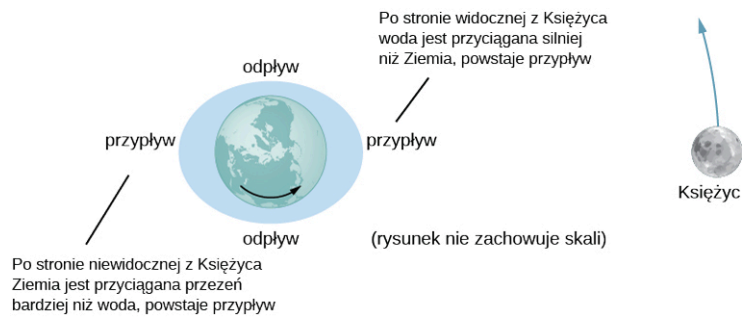 Po stronie widocznej z Księżyca
woda jest przyciągana silniej
niż Ziemia, powstaje przypływ
odpływ
przypływ
przypływ
Księżyc
odpływ
(rysunek nie zachowuje skali)
Po stronie niewidocznej z Księżyca
Ziemia jest przyciągana przezeń
bardziej niż woda, powstaje przypływ